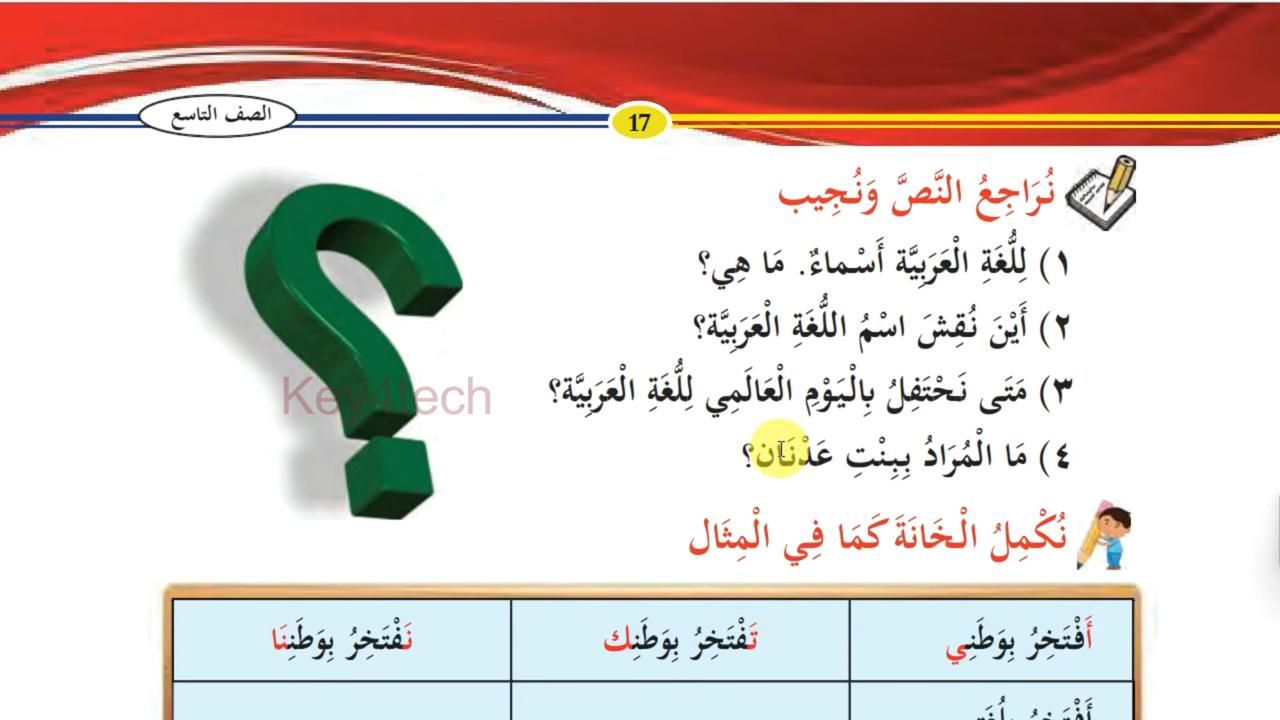 الصف التاسع
17
نُرَاجِعُ النَّصَّ وَنُجِيب
١) لِلُّغَةِ الْعَرَبِيَّة أَسْماءٌ. مَا هِي؟
٢) أَيْنَ نُقِشَ اسْمُ اللُّغَةِ الْعَرَبِيَّة؟
٣) مَتَى نَحْتَفِلُ بِالْيَوْمِ الْعَالَمِي لِلُّغَةِ الْعَرَبِيَّة؟
Key4tech
٤) مَا الْمُرَادُ بِبِنْتِ عَدْنَان؟
نُكْمِلُ الْخَانَةَ كَمَا فِي الْمِثَال
أَفْتَخِرُ بِوَطَنِي
تَفْتَخِرُ بِوَطَنِك
نَفْتَخِرُ بِوَطَنِنَا